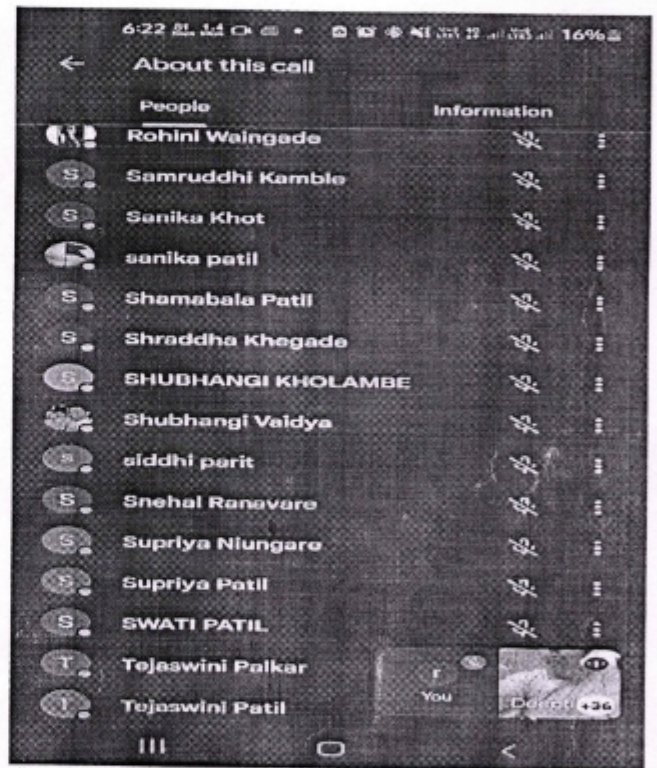 6:22
16%
About this call
People Information
Rohini Waingade
Samruddhi Kamble
S
Sanika Khot
S
sanika patil
Shamabala Patil
S
Shraddha Khegade
S
SHUBHANGI KHOLAMBE
S
Shubhangi Vaidya
siddhi parit
s
Snehal Ranavare
S
Supriya Niungare
S
Supriya Patil
S
SWATI PATIL
S
Tejaswini Palkar
T
r
You
+36
Tejaswini Patil
T